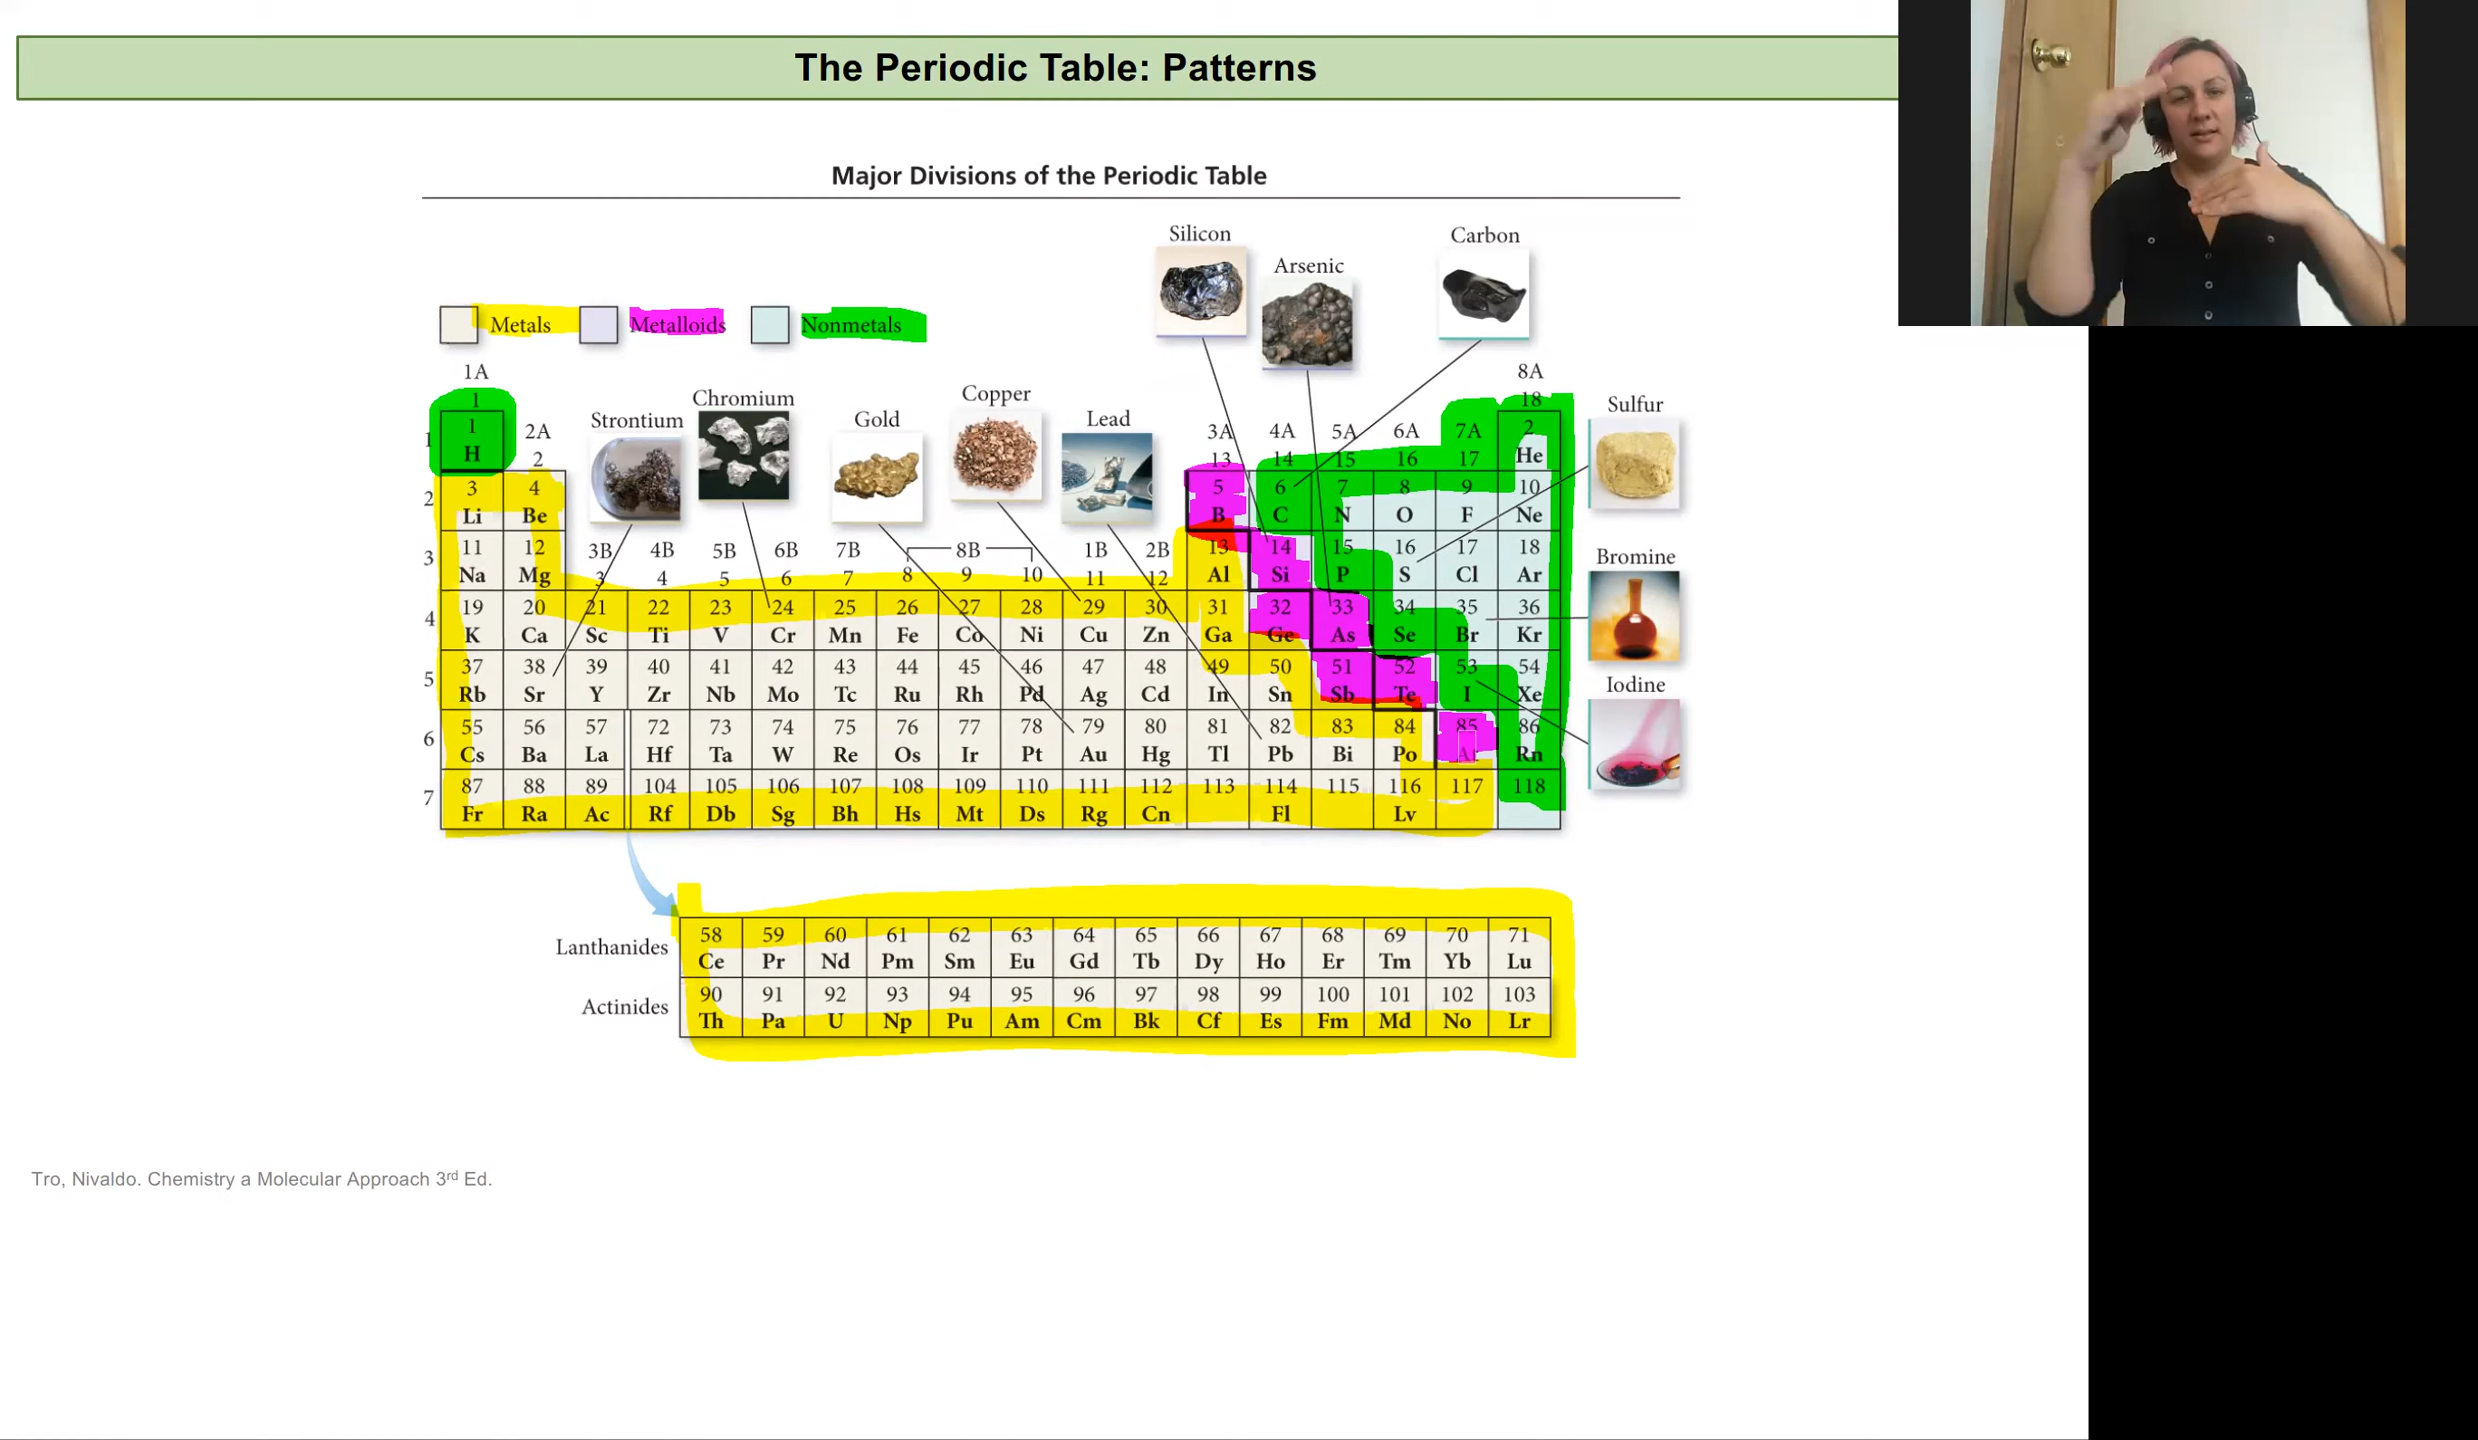 The Periodic Table: Patterns
Major Divisions of the Periodic Table
Silicon
Carbon
Arsenic
Metals Metalloids Nonmetals
1A 8A
1 18
Chromium Copper Sulfur
Strontium Gold Lead
2A 3A 4A 5A 6A 7A
2 13 14 15 16 17
1 1 2
H He
2 3 4 5 6 7 8 9 10
Li Be B C N O F Ne
3B 4B 5B 6B 7B 8B 1B 2B
3 4 5 6 7 8 9 10 11 12
Bromine
3 11 12 13 14 15 16 17 18
Na Mg Al Si P S Cl Ar
4 19 20 21 22 23 24 25 26 27 28 29 30 31 32 33 34 35 36
K Ca Sc Ti V Cr Mn Fe Co Ni Cu Zn Ga Ge As Se Br Kr
Iodine
5 37 38 39 40 41 42 43 44 45 46 47 48 49 50 51 52 53 54
Rb Sr Y Zr Nb Mo Tc Ru Rh Pd Ag Cd In Sn Sb Te I Xe
6 55 56 57 72 73 74 75 76 77 78 79 80 81 82 83 84 85 86
Cs Ba La Hf Ta W Re Os Ir Pt Au Hg Tl Pb Bi Po At Rn
7 87 88 89 104 105 106 107 108 109 110 111 112 113 114 115 116 117 118
Fr Ra Ac Rf Db Sg Bh Hs Mt Ds Rg Cn Fl Lv
Lanthanides
58 59 60 61 62 63 64 65 66 67 68 69 70 71
Ce Pr Nd Pm Sm Eu Gd Tb Dy Ho Er Tm Yb Lu
Actinides
90 91 92 93 94 95 96 97 98 99 100 101 102 103
Th Pa U Np Pu Am Cm Bk Cf Es Fm Md No Lr
Tro, Nivaldo. Chemistry a Molecular Approach 3rd Ed.